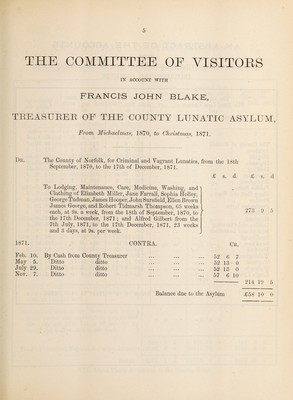 5
THE COMMITTEE OF VISITORS
IN ACCOUNT WITH
FRANCIS JOHN BLAKE,
TREASURER OF THE COUNTY LUNATIC ASYLUM,
From Michaelmas, 1870, to Christmas, 1871.
Dr. The County of Norfolk, for Criminal and Vagrant Lunatics, from the 18th
September, 1870, to the 17th of December, 1871.
£ s. d. £ s. d
To Lodging, Maintenance, Care, Medicine, Washing, and
Clothing of Elizabeth Miller, Jane Farrall, Sophia Holley,
George Tudman, James Hooper, John Sursfield, Ellen Brown
James George, and Robert Tidmarsh Thompson, 65 weeks
each, at 9s. a week, from the 18th of September, 1870, to
the 17th December, 1871; and Alfred Gilbert from the
7th July, 1871, to the 17th December, 1871, 23 weeks
and 3 days, at 9s. per week.
273 9 5
1871. CONTRA. Cr.
Feb. 10. By Cash from County Treasurer ... ... ... 52 6 7
May 5. Ditto ditto ... ... ... 52 13 0
July 29. Ditto ditto ... ... ... 52 13 0
Nov. 7. Ditto ditto ... ... ... 57 6 10
214 19 5
Balance due to the Asylum £58 10 0